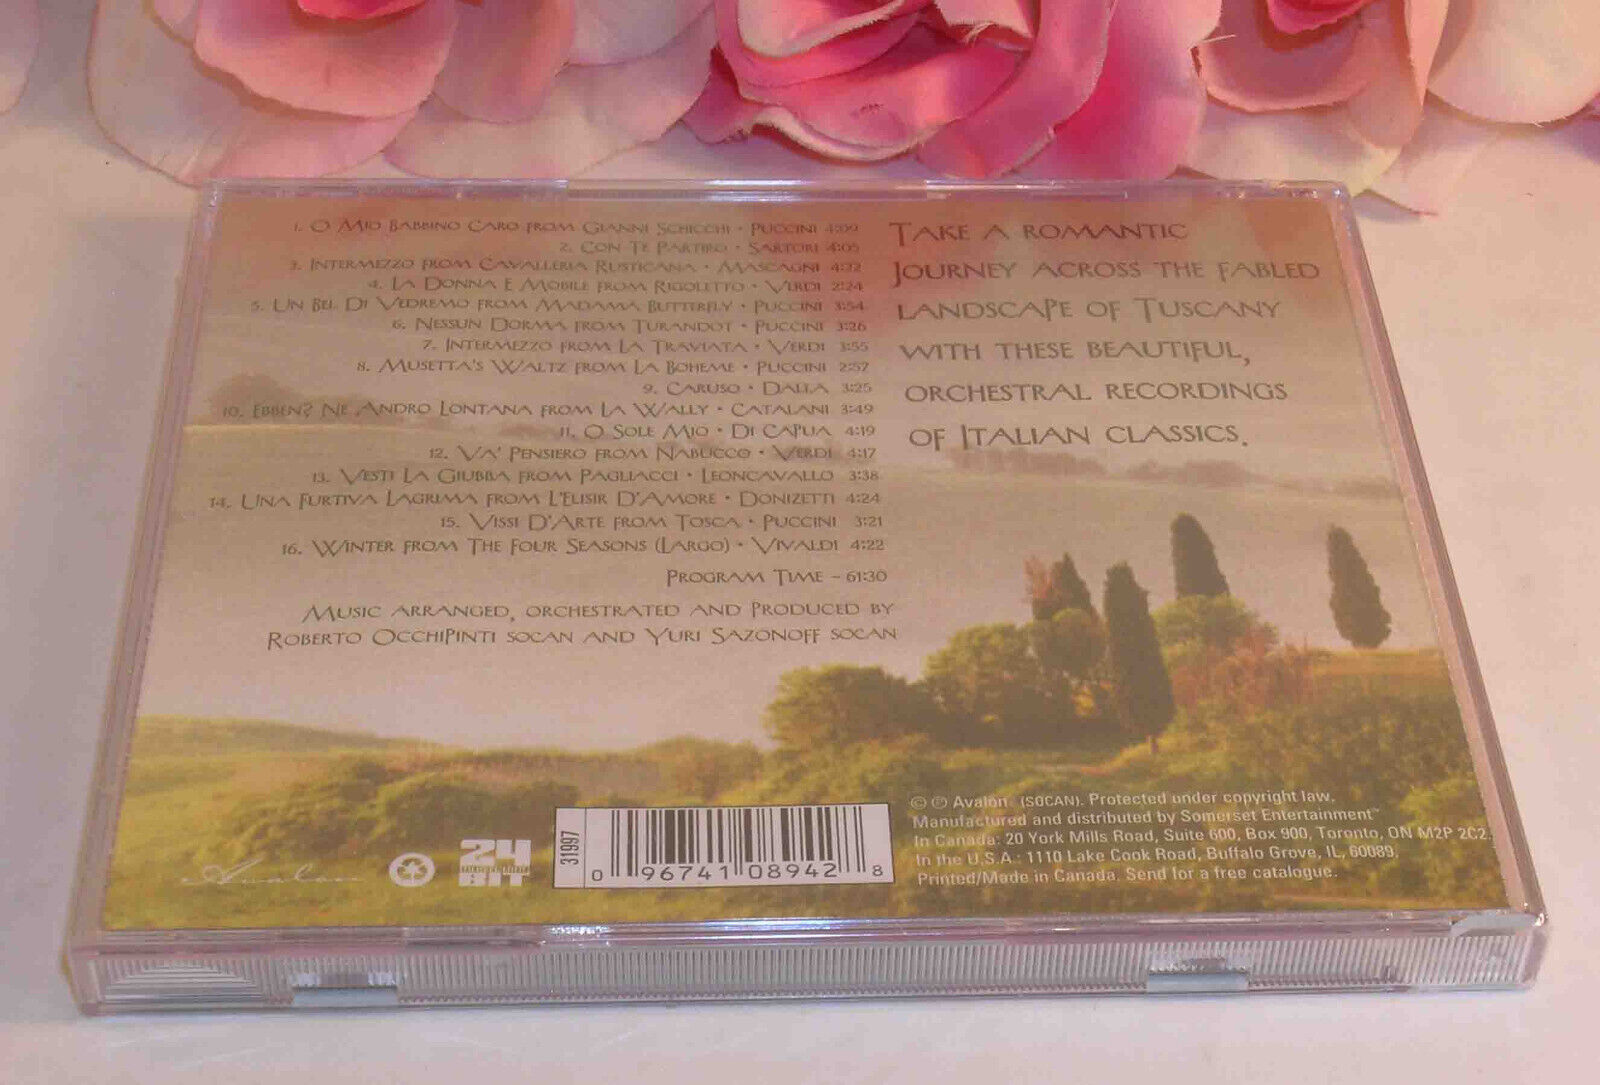 1. O Mio Babbino Caro from Gianni Schicchi • Puccini 4:09
2. Con Te Partiro • Sartori 4:05
3. Intermezzo from Cavalleria Rusticana • Mascagni 4:22
4. La Donna E Mobile from Rigoletto • Verdi 2:24
5. Un Bel Di Vedremo from Madama Butterfly • Puccini 3:54
6. Nessun Dorma from Turandot • Puccini 3:26
7. Intermezzo from La Traviata • Verdi 3:55
8. Musetta's Waltz from La Boheme • Puccini 2:57
9. Caruso • Dalla 3:25
10. Ebben? Ne Andro Lontana from La Wally • Catalani 3:49
11. O Sole Mio • Di Capua 4:19
12. Va' Pensiero from Nabucco • Verdi 4:17
13. Vesti La Giubba from Pagliacci • Leoncavallo 3:38
14. Una Furtiva Lagrima from L'Elisir D'Amore • Donizetti 4:24
15. Vissi D'Arte from Tosca • Puccini 3:21
16. Winter from The Four Seasons (Largo) • Vivaldi 4:22
Program Time – 61:30
Music arranged, orchestrated and Produced by
Roberto Occhipinti SOCAN and Yuri Sazonoff SOCAN
Take a romantic
journey across the fabled
landscape of Tuscany
with these beautiful,
orchestral recordings
of Italian classics.
Avalon
24
BIT
31997
0 96741 08942 8
© ℗ Avalon. (SOCAN). Protected under copyright law.
Manufactured and distributed by Somerset Entertainment™
In Canada: 20 York Mills Road, Suite 600, Box 900, Toronto, ON M2P 2C2.
In the U.S.A.: 1110 Lake Cook Road, Buffalo Grove, IL, 60089.
Printed/Made in Canada. Send for a free catalogue.